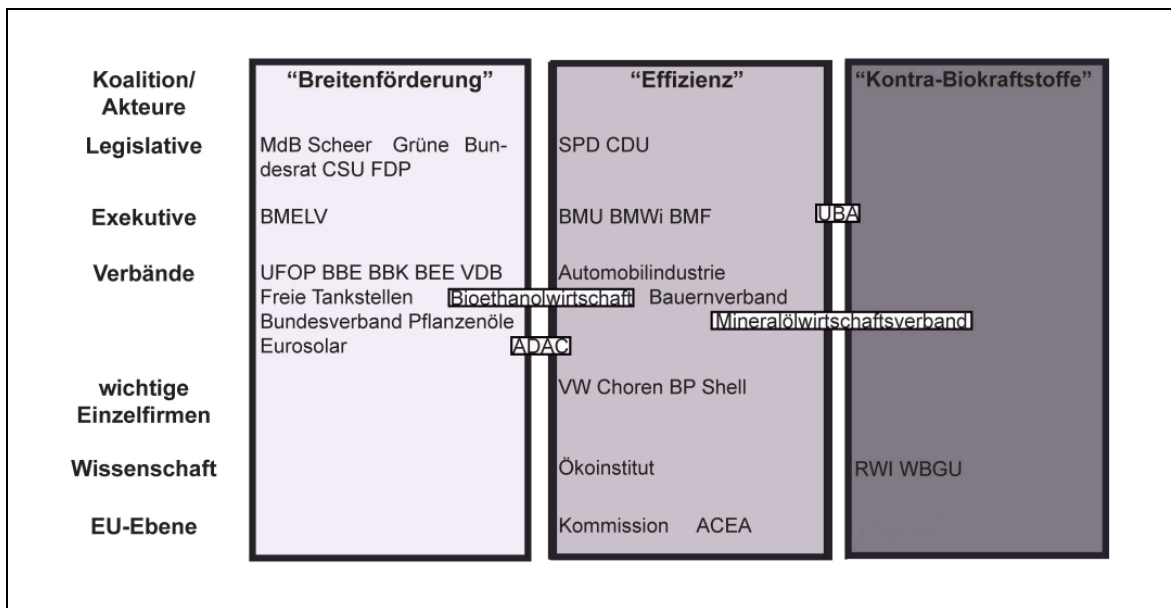 Koalition/ “Breitenförderung” “Effizienz” “Kontra-Biokraftstoffe”
Akteure
Legislative MdB Scheer Grüne Bun- SPD CDU
desrat CSU FDP
Exekutive BMELV BMU BMWi BMF UBA
Verbände UFOP BBE BBK BEE VDB Automobilindustrie
Freie Tankstellen Bioethanolwirtschaft Bauernverband
Bundesverband Pflanzenöle Mineralölwirtschaftsverband
Eurosolar ADAC
wichtige VW Choren BP Shell
Einzelfirmen
Wissenschaft Ökoinstitut RWI WBGU
EU-Ebene Kommission ACEA